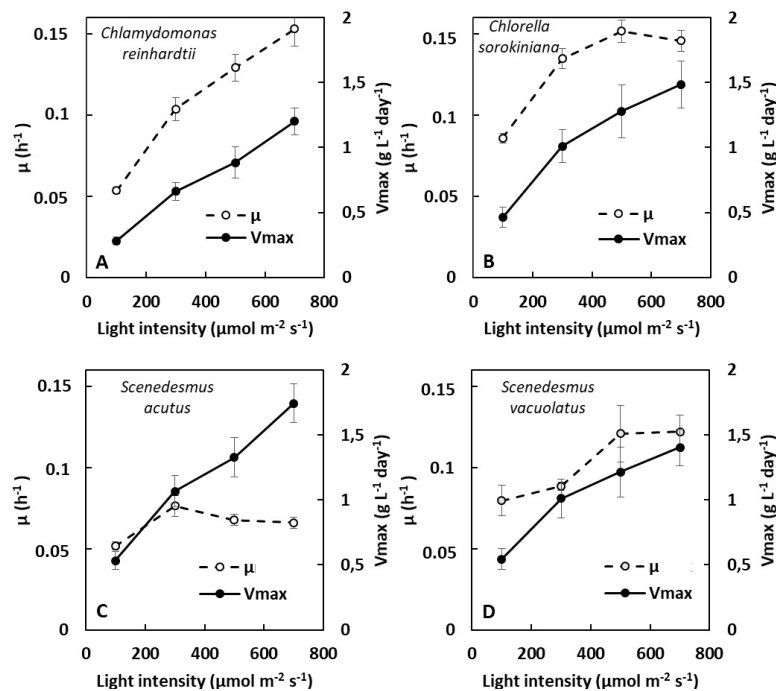 Chlamydomonas
reinhardtii
0.15
0.1
0.05
0
µ (h⁻¹)
2
1,5
1
0,5
0
Vmax (g L⁻¹ day⁻¹)
µ
Vmax
A
0 200 400 600 800
Light intensity (µmol m⁻² s⁻¹)
Chlorella
sorokiniana
0.15
0.1
0.05
0
µ (h⁻¹)
2
1,5
1
0,5
0
Vmax (g L⁻¹ day⁻¹)
µ
Vmax
B
0 200 400 600 800
Light intensity (µmol m⁻² s⁻¹)
Scenedesmus
acutus
0.15
0.1
0.05
0
µ (h⁻¹)
2
1,5
1
0,5
0
Vmax (g L⁻¹ day⁻¹)
µ
Vmax
C
0 200 400 600 800
Light intensity (µmol m⁻² s⁻¹)
Scenedesmus
vacuolatus
0.15
0.1
0.05
0
µ (h⁻¹)
2
1,5
1
0,5
0
Vmax (g L⁻¹ day⁻¹)
µ
Vmax
D
0 200 400 600 800
Light intensity (µmol m⁻² s⁻¹)